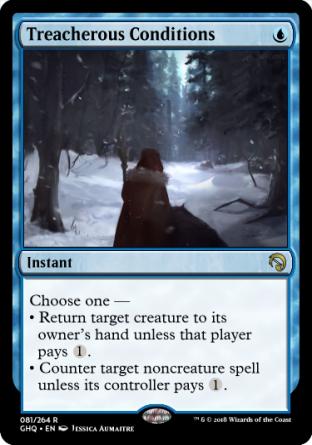 Treacherous Conditions
Instant
Choose one —
• Return target creature to its
owner's hand unless that player
pays 1.
• Counter target noncreature spell
unless its controller pays 1.
081/264 R
GHQ • EN Jessica Aumaitre
™ & © 2018 Wizards of the Coast